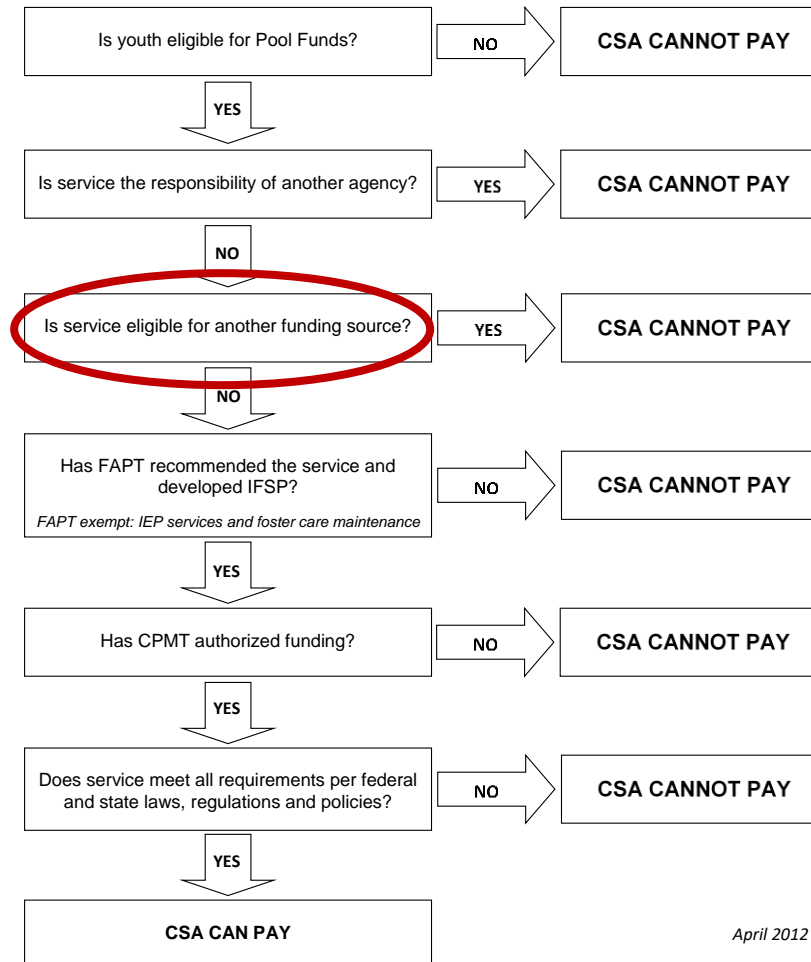 Is youth eligible for Pool Funds?
NO
CSA CANNOT PAY
YES
Is service the responsibility of another agency?
YES
CSA CANNOT PAY
NO
Is service eligible for another funding source?
YES
CSA CANNOT PAY
NO
Has FAPT recommended the service and
developed IFSP?
FAPT exempt: IEP services and foster care maintenance
NO
CSA CANNOT PAY
YES
Has CPMT authorized funding?
NO
CSA CANNOT PAY
YES
Does service meet all requirements per federal
and state laws, regulations and policies?
NO
CSA CANNOT PAY
YES
CSA CAN PAY
April 2012